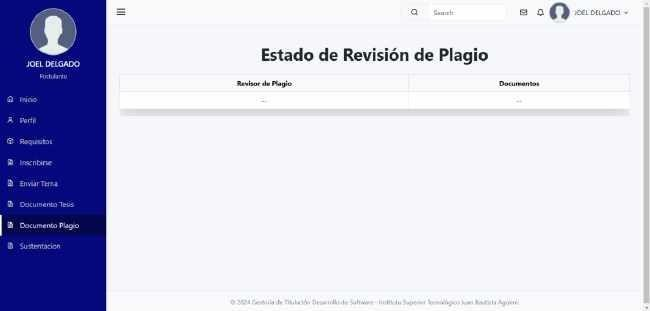 JOEL DELGADO
Postulante
Inicio
Perfil
Requisitos
Inscribirse
Enviar Tema
Documento Tesis
Documento Plagio
Sustentacion
Search
JOEL DELGADO
Estado de Revisión de Plagio
Revisor de Plagio
Documentos
--
--
© 2024 Gestoria de Titulación Desarrollo de Software - Instituto Superior Tecnológico Juan Bautista Aguirre